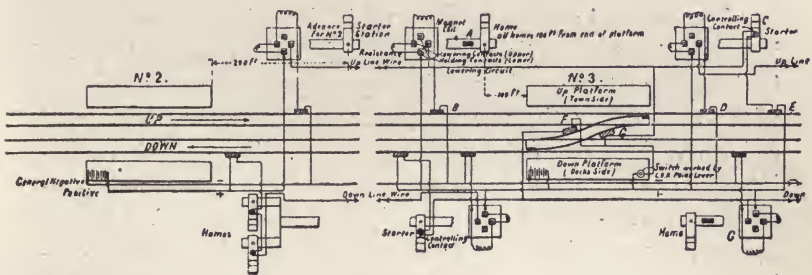 Advance
For Nº2
Starter
Station
Magnet
Coil
A
Home
all homes 100 ft from end of platform
Controlling
Contact
C
Starter
Resistance
Lowering Contacts (Upper)
Holding Contacts (Lower)
Lowering Circuit
Nº 2.
290 ft
Up Line Wire
Nº 3.
Up Line
100 ft
Up Platform
(Town Side)
B
D
E
UP
F
G
DOWN
General Negative
Positive
Down Platform
(Docks Side)
Switch worked by
Point Lever
Down Line Wire
Down
Homes
Starter
Controlling
Contact
Home
G